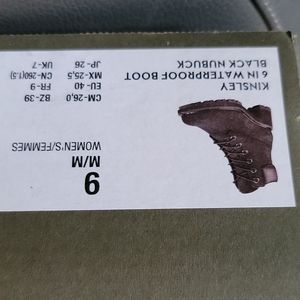 9
M/M
WOMEN'S/FEMMES
CM-26,0 BZ-39
EU-40 FR-9
MX-25,5 CN-260(1.5)
JP-26 UK-7
KINSLEY
6 IN WATERPROOF BOOT
BLACK NUBUCK